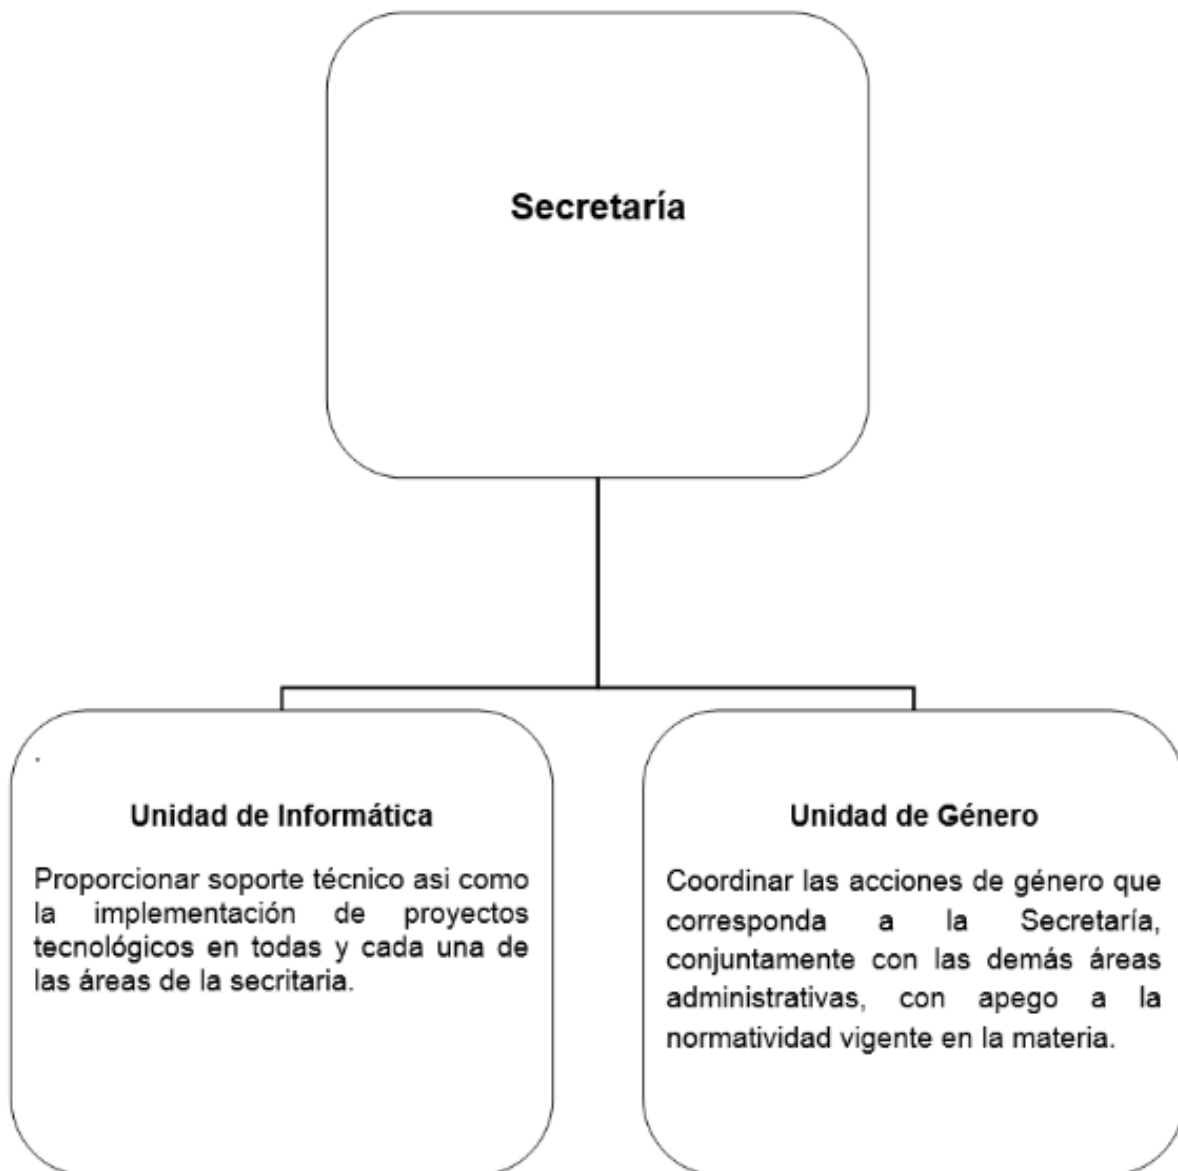 Secretaría
Unidad de Informática
Proporcionar soporte técnico asi como
la implementación de proyectos
tecnológicos en todas y cada una de
las áreas de la secritaria.
Unidad de Género
Coordinar las acciones de género que
corresponda a la Secretaría,
conjuntamente con las demás áreas
administrativas, con apego a la
normatividad vigente en la materia.